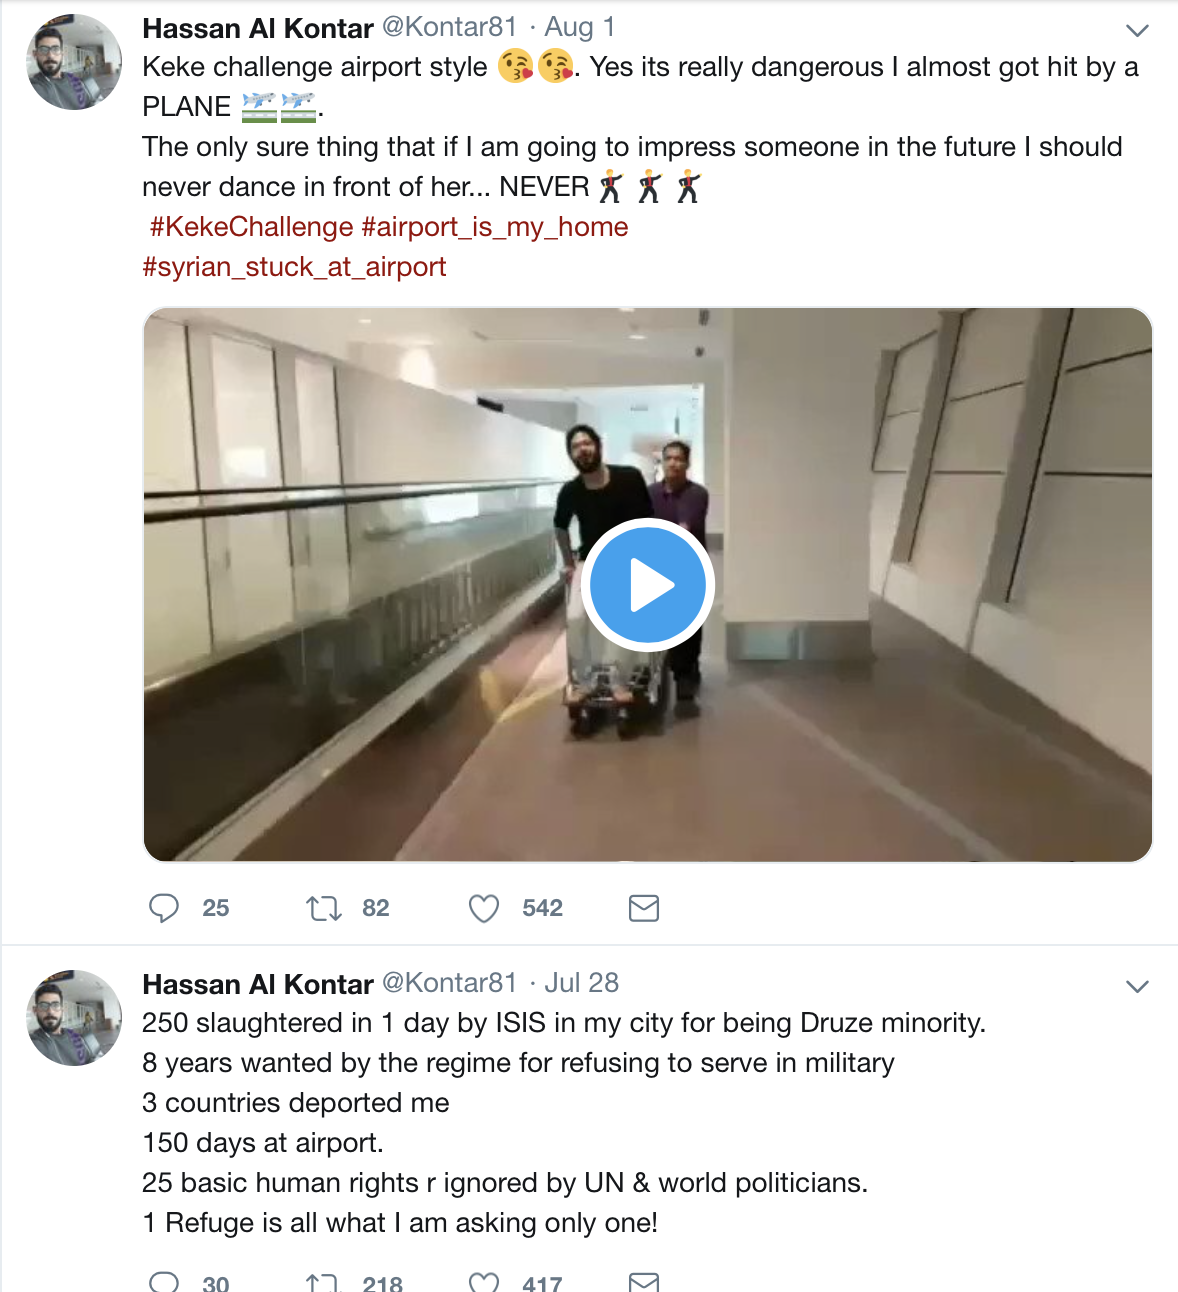 Hassan Al Kontar @Kontar81 · Aug 1
Keke challenge airport style 😘😘. Yes its really dangerous I almost got hit by a
PLANE 🛫🛫.
The only sure thing that if I am going to impress someone in the future I should
never dance in front of her... NEVER🕺🕺🕺
#KekeChallenge #airport_is_my_home
#syrian_stuck_at_airport
25 82 542
Hassan Al Kontar @Kontar81 · Jul 28
250 slaughtered in 1 day by ISIS in my city for being Druze minority.
8 years wanted by the regime for refusing to serve in military
3 countries deported me
150 days at airport.
25 basic human rights r ignored by UN & world politicians.
1 Refuge is all what I am asking only one!
30 218 417